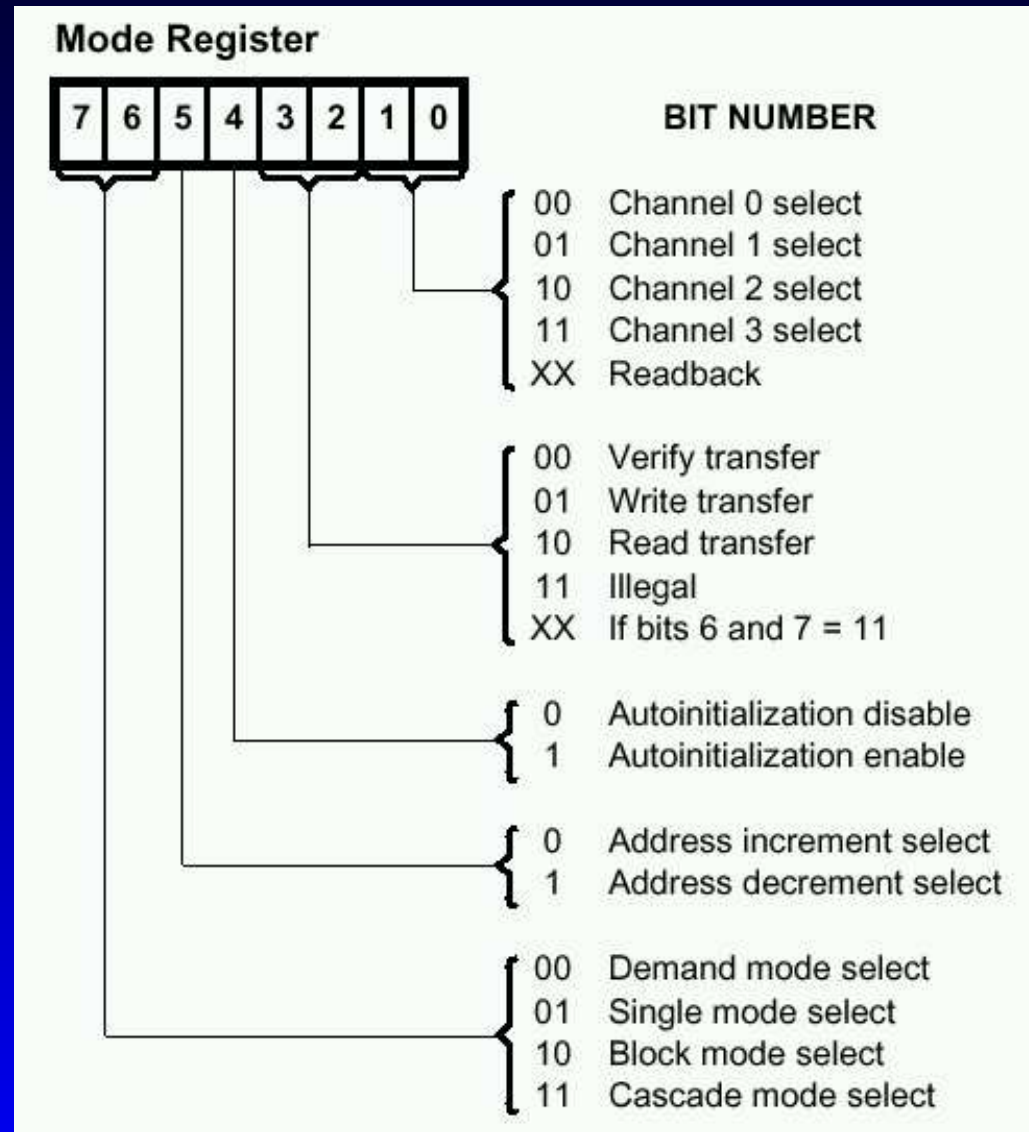 Mode Register
7 6 5 4 3 2 1 0
BIT NUMBER
00 Channel 0 select
01 Channel 1 select
10 Channel 2 select
11 Channel 3 select
XX Readback
00 Verify transfer
01 Write transfer
10 Read transfer
11 Illegal
XX If bits 6 and 7 = 11
0 Autoinitialization disable
1 Autoinitialization enable
0 Address increment select
1 Address decrement select
00 Demand mode select
01 Single mode select
10 Block mode select
11 Cascade mode select